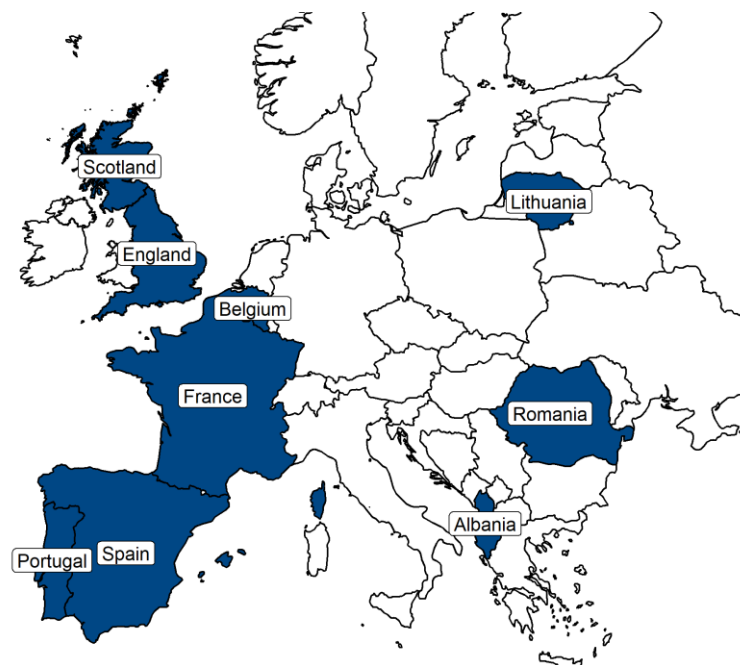 Scotland
Lithuania
England
Belgium
France
Romania
Albania
Portugal
Spain